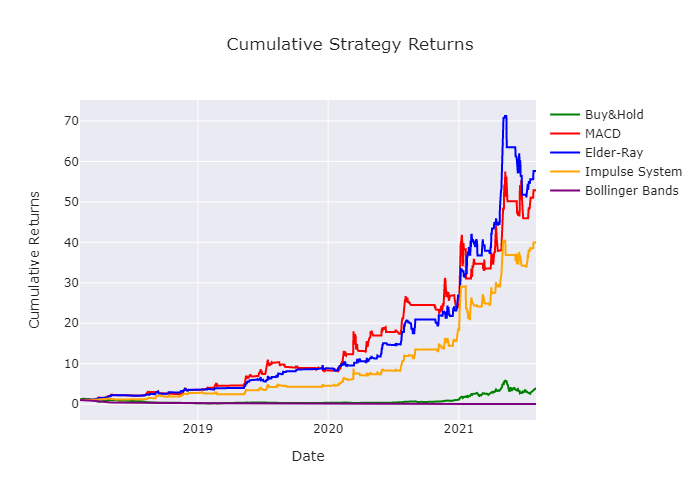 Cumulative Strategy Returns
Buy&Hold
MACD
Elder-Ray
Impulse System
Bollinger Bands
70
60
50
40
30
20
10
0
Cumulative Returns
2019
2020
2021
Date